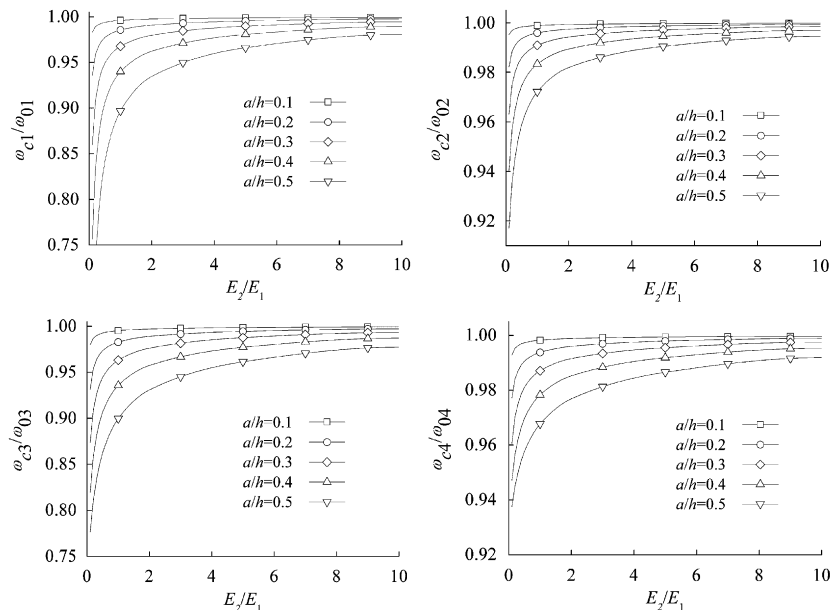 1.00
0.95
0.90
0.85
0.80
0.75
ω_c1/ω_01
a/h=0.1
a/h=0.2
a/h=0.3
a/h=0.4
a/h=0.5
0 2 4 6 8 10
E_2/E_1
1.00
0.98
0.96
0.94
0.92
ω_c2/ω_02
a/h=0.1
a/h=0.2
a/h=0.3
a/h=0.4
a/h=0.5
0 2 4 6 8 10
E_2/E_1
1.00
0.95
0.90
0.85
0.80
0.75
ω_c3/ω_03
a/h=0.1
a/h=0.2
a/h=0.3
a/h=0.4
a/h=0.5
0 2 4 6 8 10
E_2/E_1
1.00
0.98
0.96
0.94
0.92
ω_c4/ω_04
a/h=0.1
a/h=0.2
a/h=0.3
a/h=0.4
a/h=0.5
0 2 4 6 8 10
E_2/E_1